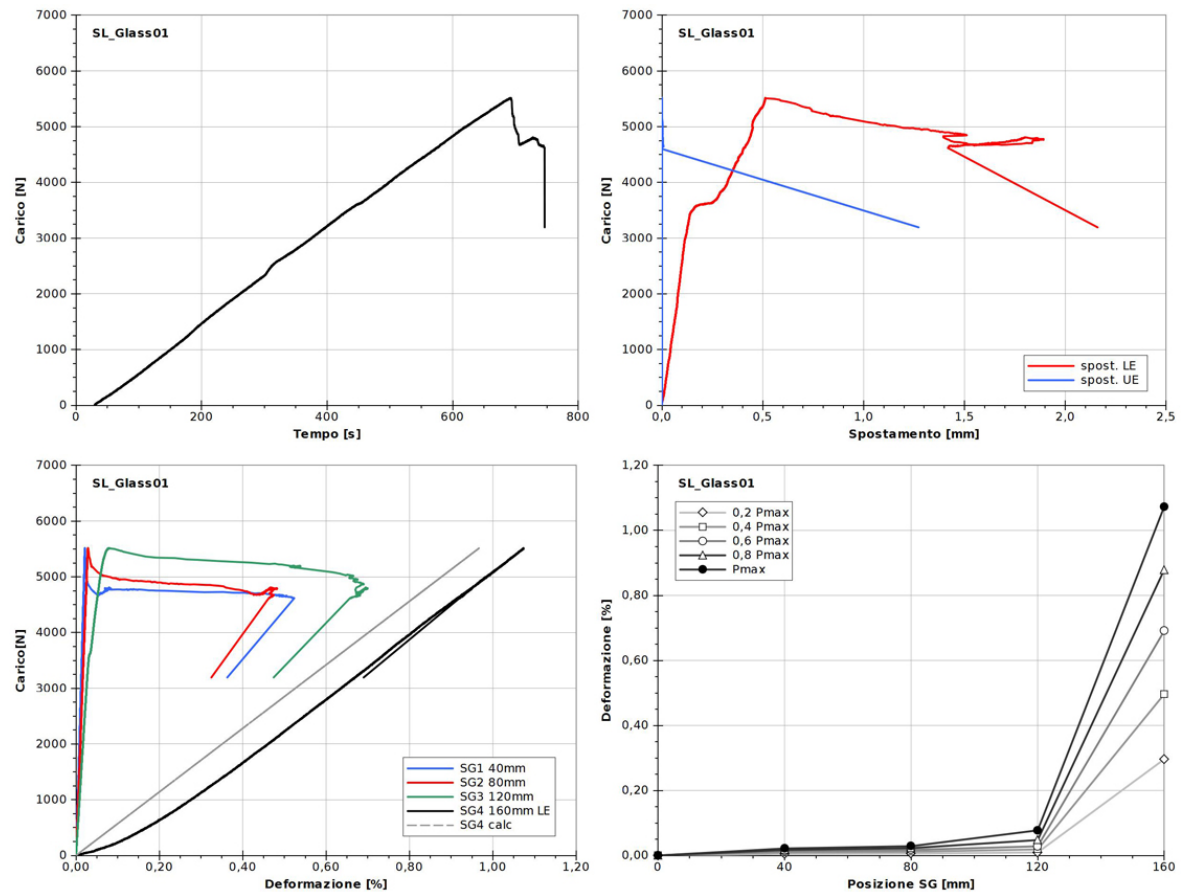 SL_Glass01
7000
6000
5000
4000
3000
2000
1000
0
Carico [N]
0
200
400
600
800
Tempo [s]
SL_Glass01
7000
6000
5000
4000
3000
2000
1000
0
Carico [N]
spost. LE
spost. UE
0,0
0,5
1,0
1,5
2,0
2,5
Spostamento [mm]
SL_Glass01
7000
6000
5000
4000
3000
2000
1000
0
Carico[N]
SG1 40mm
SG2 80mm
SG3 120mm
SG4 160mm LE
SG4 calc
0,00
0,20
0,40
0,60
0,80
1,00
1,20
Deformazione [%]
SL_Glass01
0,2 Pmax
0,4 Pmax
0,6 Pmax
0,8 Pmax
Pmax
1,20
1,00
0,80
0,60
0,40
0,20
0,00
Deformazione [%]
0
40
80
120
160
Posizione SG [mm]